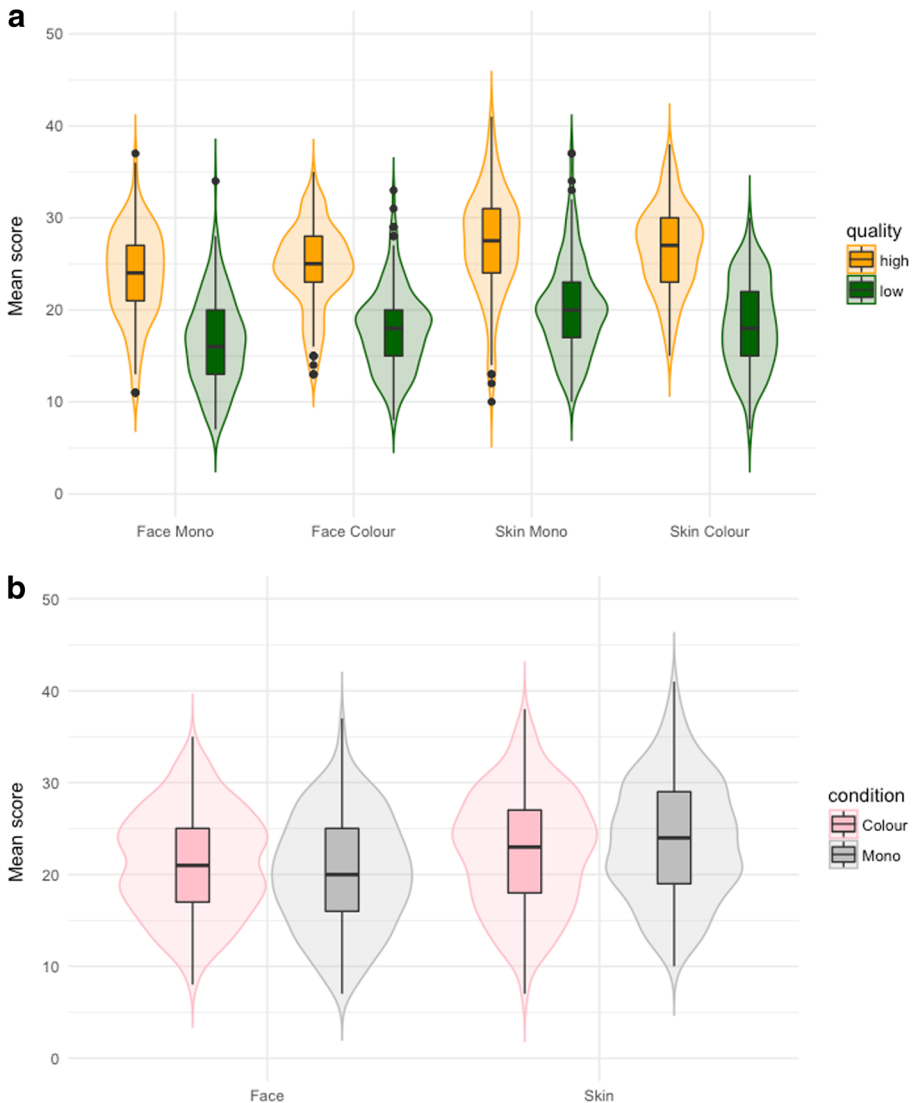 a
50
40
30
20
10
0
Mean score
Face Mono Face Colour Skin Mono Skin Colour
quality
high
low
b
50
40
30
20
10
0
Mean score
Face Skin
condition
Colour
Mono